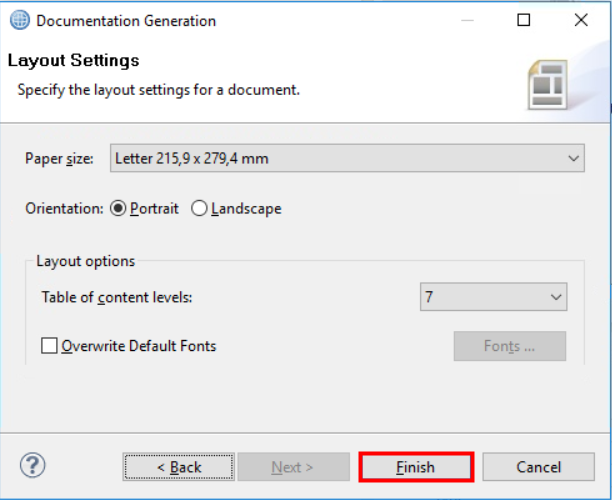 Documentation Generation
Layout Settings
Specify the layout settings for a document.
Paper size: Letter 215,9 x 279,4 mm
Orientation: Portrait Landscape
Layout options
Table of content levels: 7
Overwrite Default Fonts Fonts ...
? < Back Next > Finish Cancel